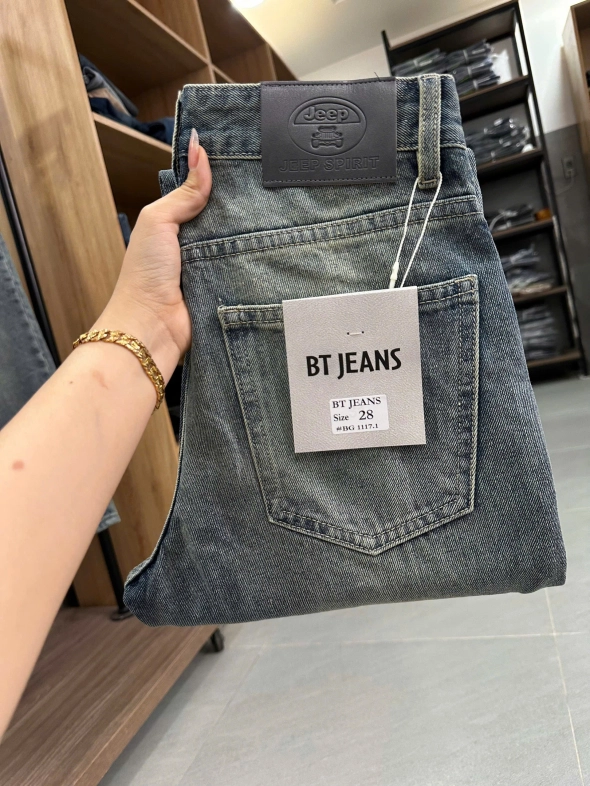 Jeep
JEEP SPIRIT
BT JEANS
BT JEANS
Size 28
#BG 1117.1